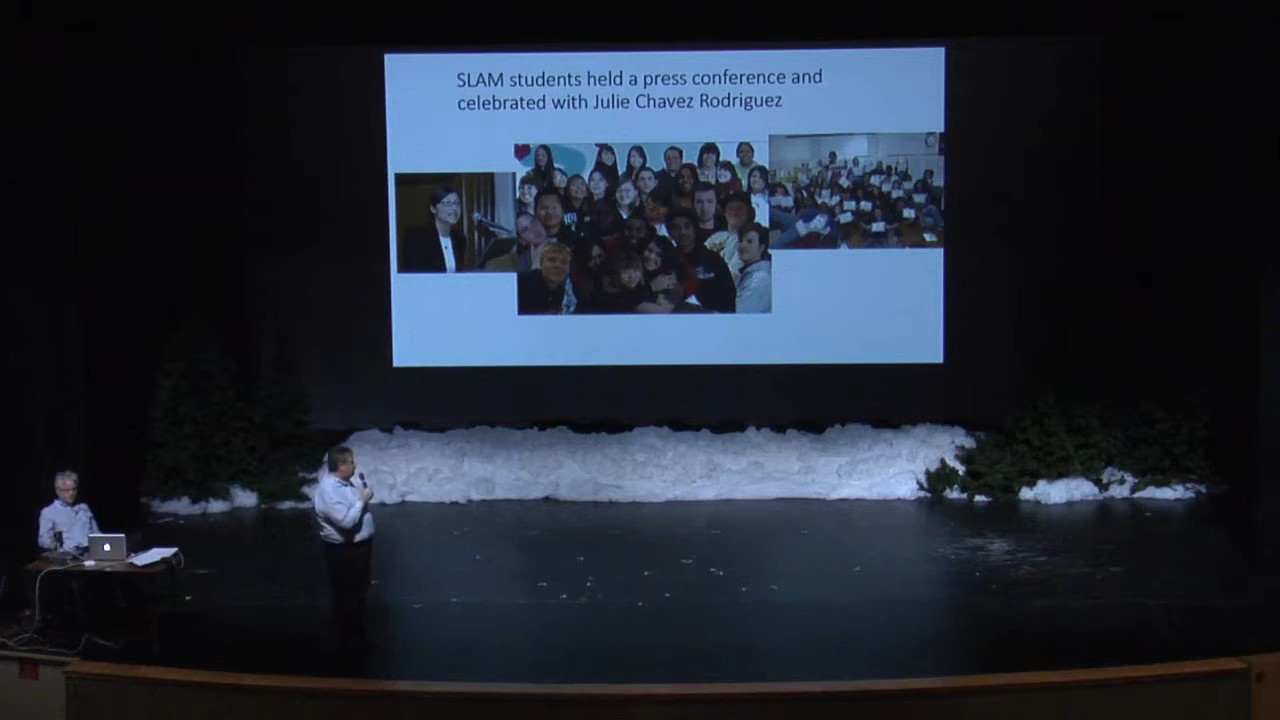 SLAM students held a press conference and
celebrated with Julie Chavez Rodriguez